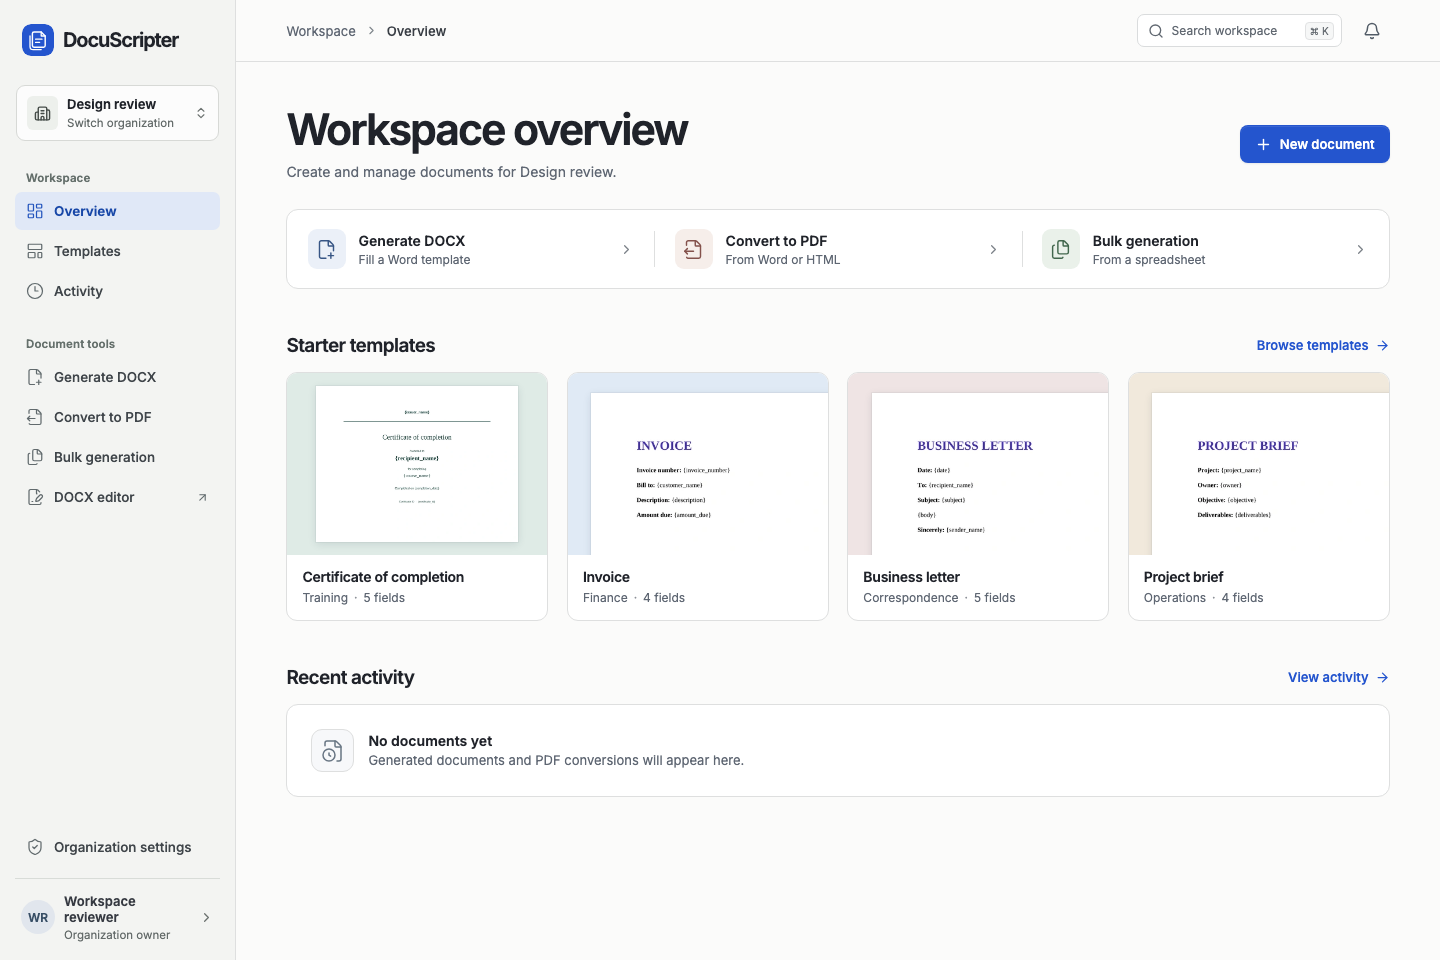 DocuScripter
Design review
Switch organization
Workspace
Overview
Templates
Activity
Document tools
Generate DOCX
Convert to PDF
Bulk generation
DOCX editor
Organization settings
WR
Workspace
reviewer
Organization owner
Workspace
Overview
Search workspace
⌘ K
Workspace overview
Create and manage documents for Design review.
New document
Generate DOCX
Fill a Word template
Convert to PDF
From Word or HTML
Bulk generation
From a spreadsheet
Starter templates
Browse templates
Certificate of completion
{recipient_name}
Certificate of completion
Training · 5 fields
INVOICE
Invoice number: {invoice_number}
Bill to: {customer_name}
Description: {description}
Amount due: {amount_due}
Invoice
Finance · 4 fields
BUSINESS LETTER
Date: {date}
To: {recipient_name}
Subject: {subject}
{body}
Sincerely: {sender_name}
Business letter
Correspondence · 5 fields
PROJECT BRIEF
Project: {project_name}
Owner: {owner}
Objective: {objective}
Deliverables: {deliverables}
Project brief
Operations · 4 fields
Recent activity
View activity
No documents yet
Generated documents and PDF conversions will appear here.